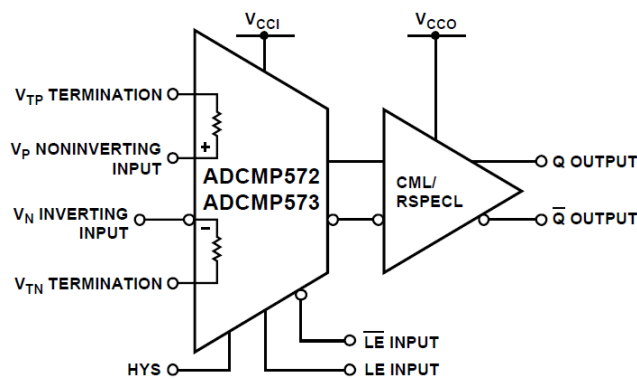 VCCI
VCCO
VTP TERMINATION
VP NONINVERTING
INPUT
+
ADCMP572
ADCMP573
CML/
RSPECL
Q OUTPUT
VN INVERTING
INPUT
–
Q̅ OUTPUT
VTN TERMINATION
L̅E̅ INPUT
HYS
LE INPUT